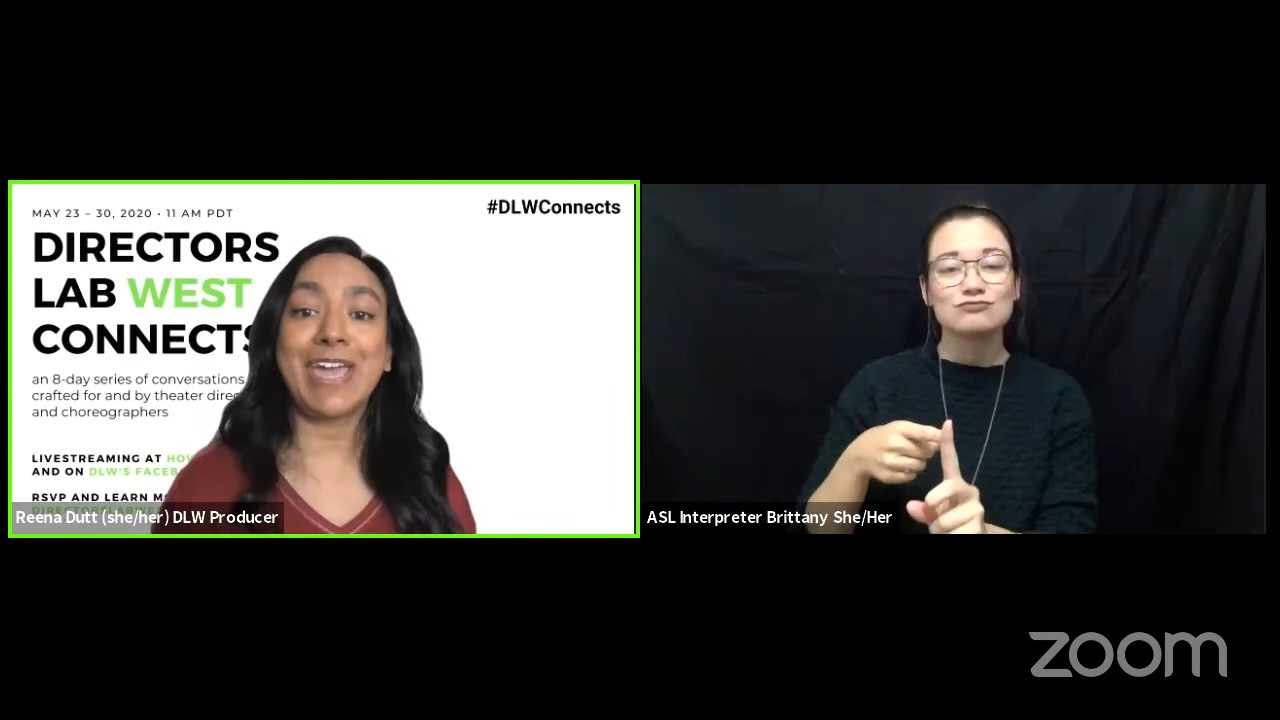 MAY 23 – 30, 2020 • 11 AM PDT
#DLWConnects
DIRECTORS
LAB WEST
CONNECTS
an 8-day series of conversations
crafted for and by theater
and choreographers
LIVESTREAMING AT
AND ON DLW'S
RSVP AND LEARN
Reena Dutt (she/her) DLW Producer
ASL Interpreter Brittany She/Her
zoom